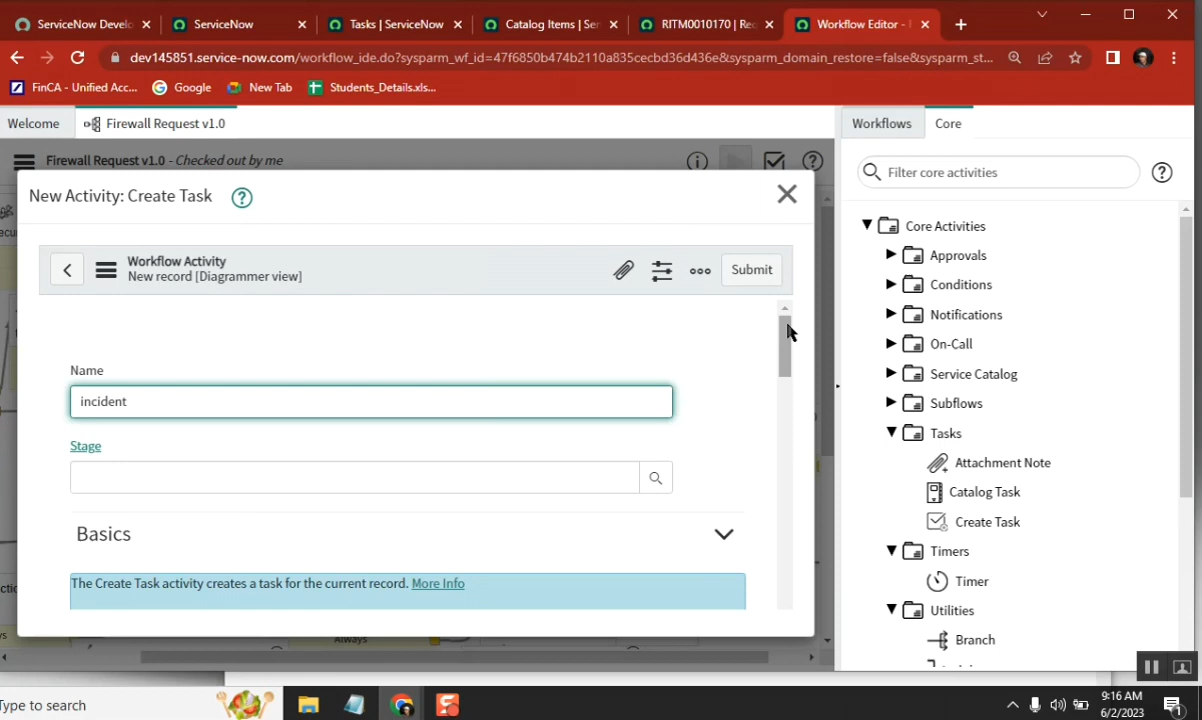 ServiceNow Develo
ServiceNow
Tasks | ServiceNow
Catalog Items | Ser
RITM0010170 | Req
Workflow Editor -
dev145851.service-now.com/workflow_ide.do?sysparm_wf_id=47f6850b474b2110a835cecbd36d436e&sysparm_domain_restore=false&sysparm_st...
FinCA - Unified Acc...
Google
New Tab
Students_Details.xls...
Welcome
Firewall Request v1.0
Workflows
Core
Firewall Request v1.0 - Checked out by me
Filter core activities
New Activity: Create Task
Workflow Activity
New record [Diagrammer view]
Submit
Name
incident
Stage
Basics
The Create Task activity creates a task for the current record. More Info
Always
Core Activities
Approvals
Conditions
Notifications
On-Call
Service Catalog
Subflows
Tasks
Attachment Note
Catalog Task
Create Task
Timers
Timer
Utilities
Branch
Type to search
9:16 AM
6/2/2023
1